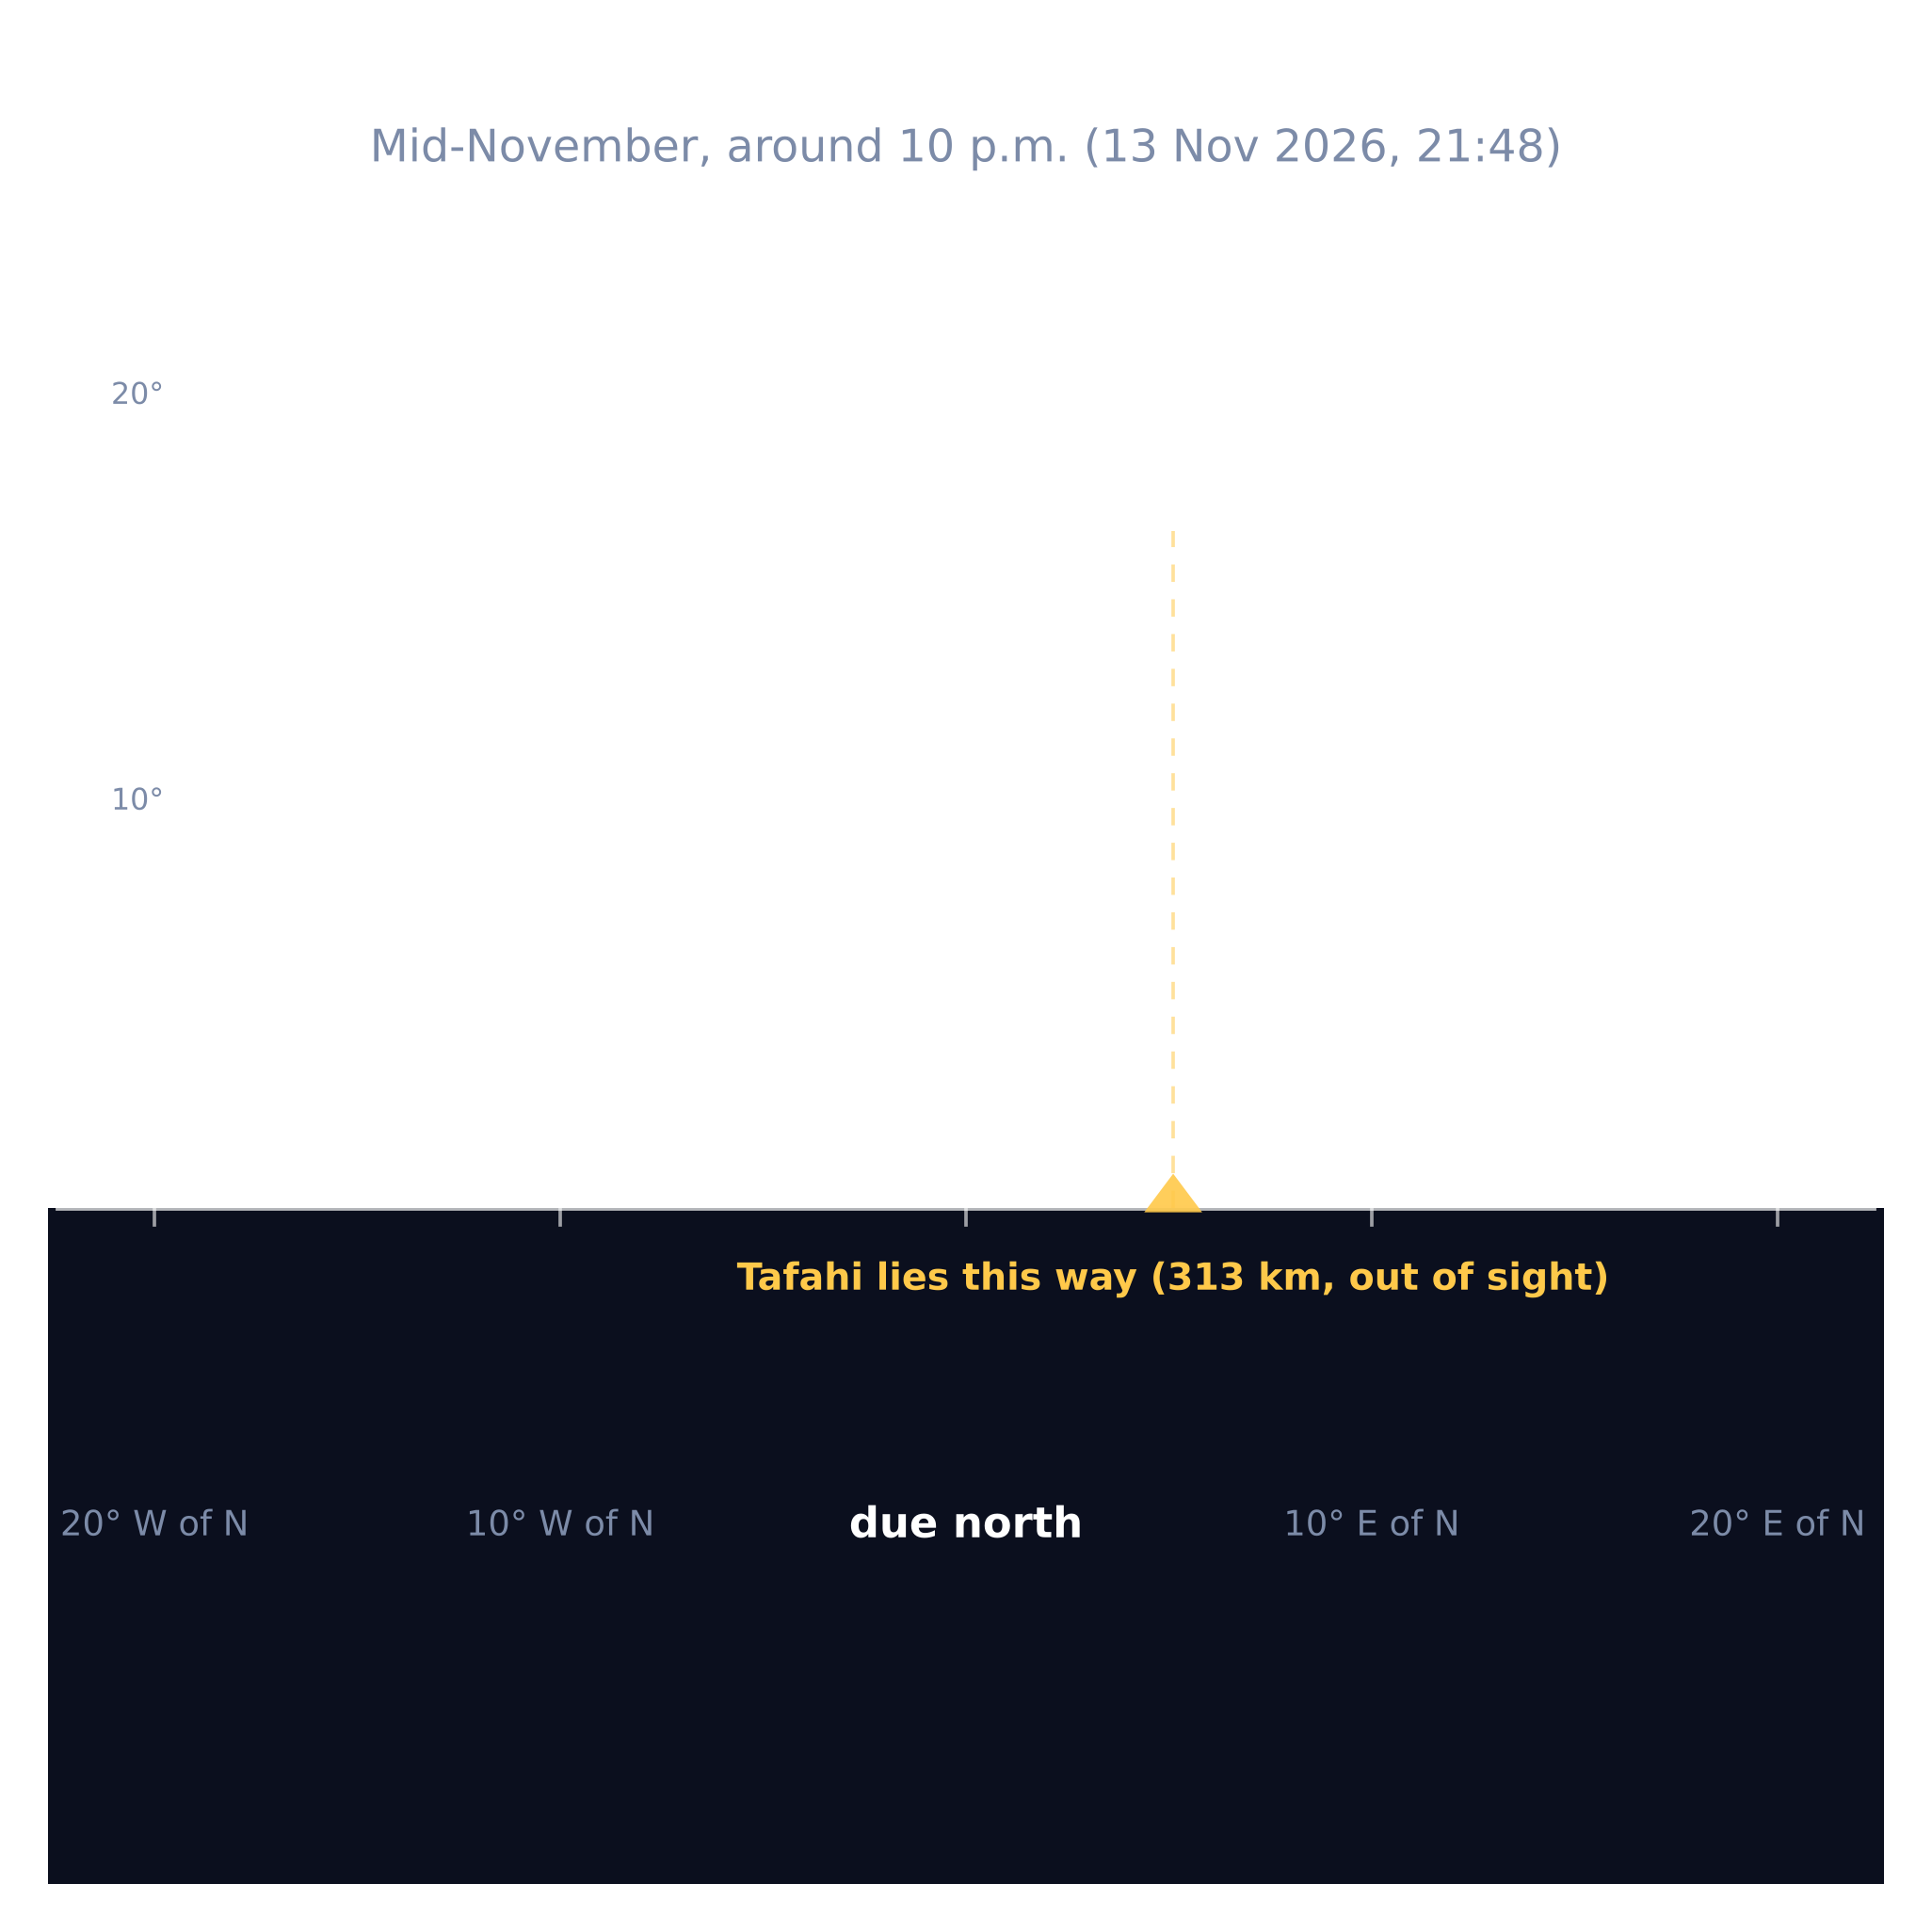 Mid-November, around 10 p.m. (13 Nov 2026, 21:48)
20°
10°
Tafahi lies this way (313 km, out of sight)
20° W of N 10° W of N due north 10° E of N 20° E of N